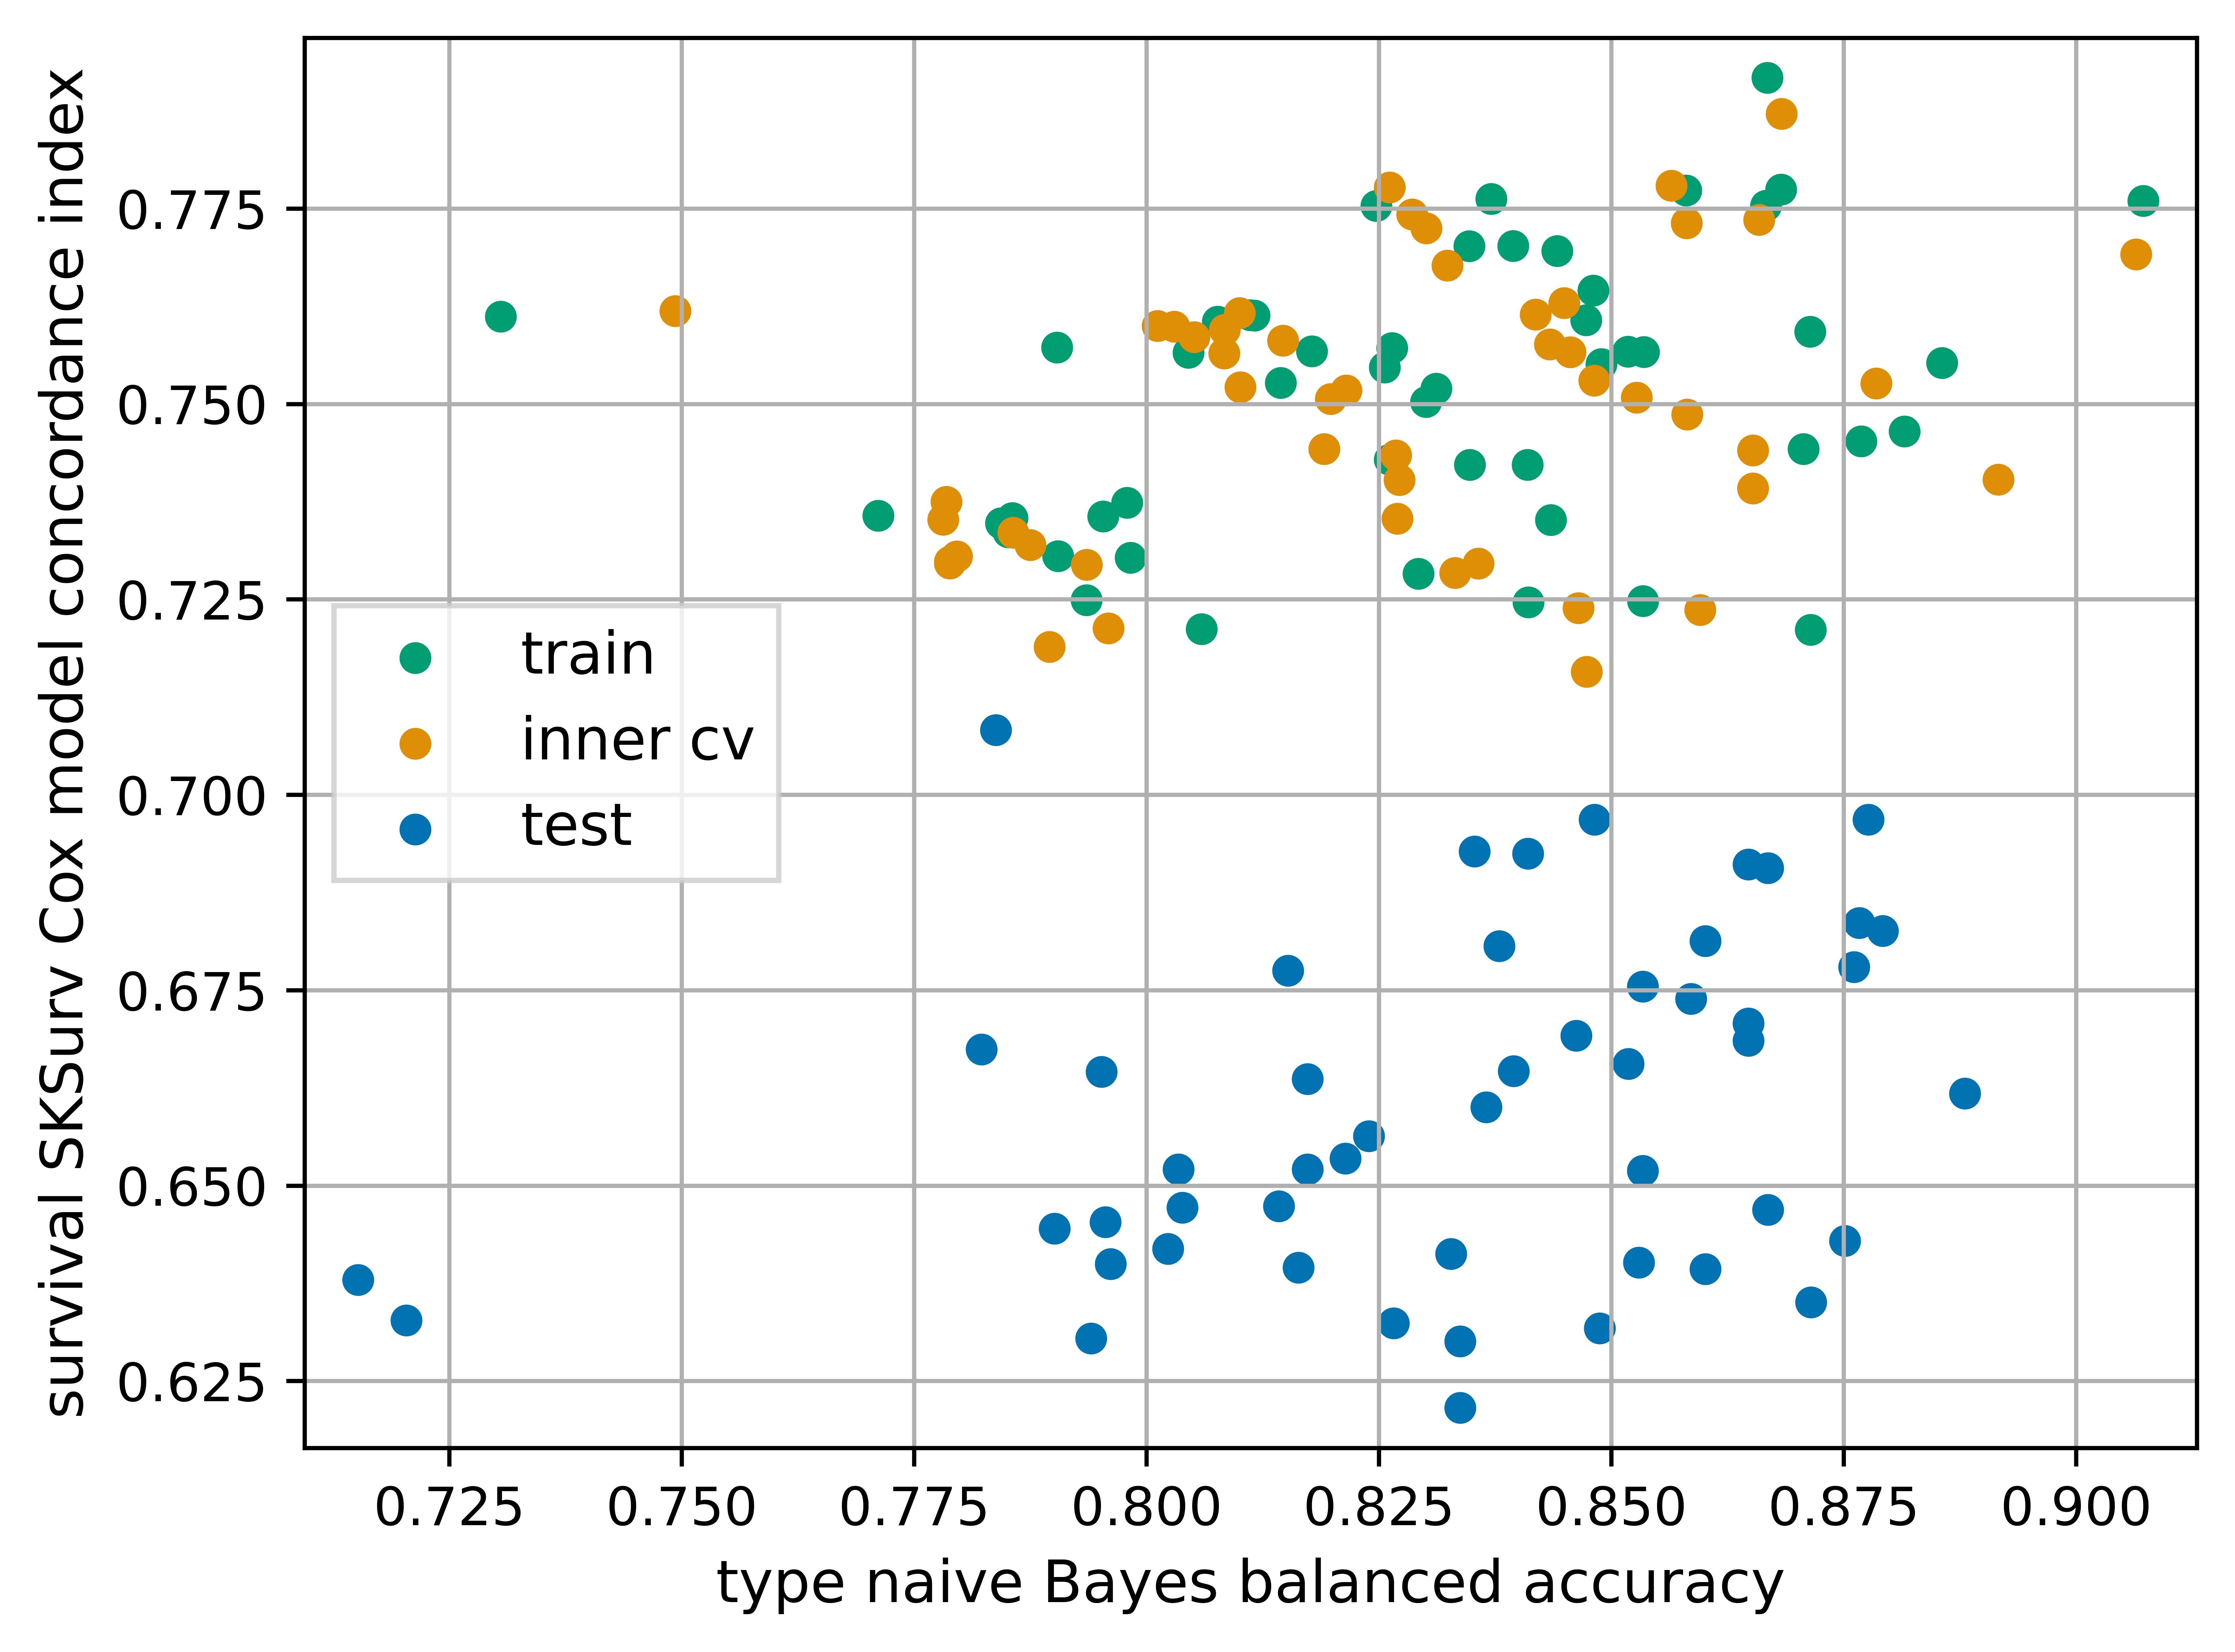 survival SKSurv Cox model concordance index
0.775
0.750
0.725
0.700
0.675
0.650
0.625
train
inner cv
test
0.725 0.750 0.775 0.800 0.825 0.850 0.875 0.900
type naive Bayes balanced accuracy